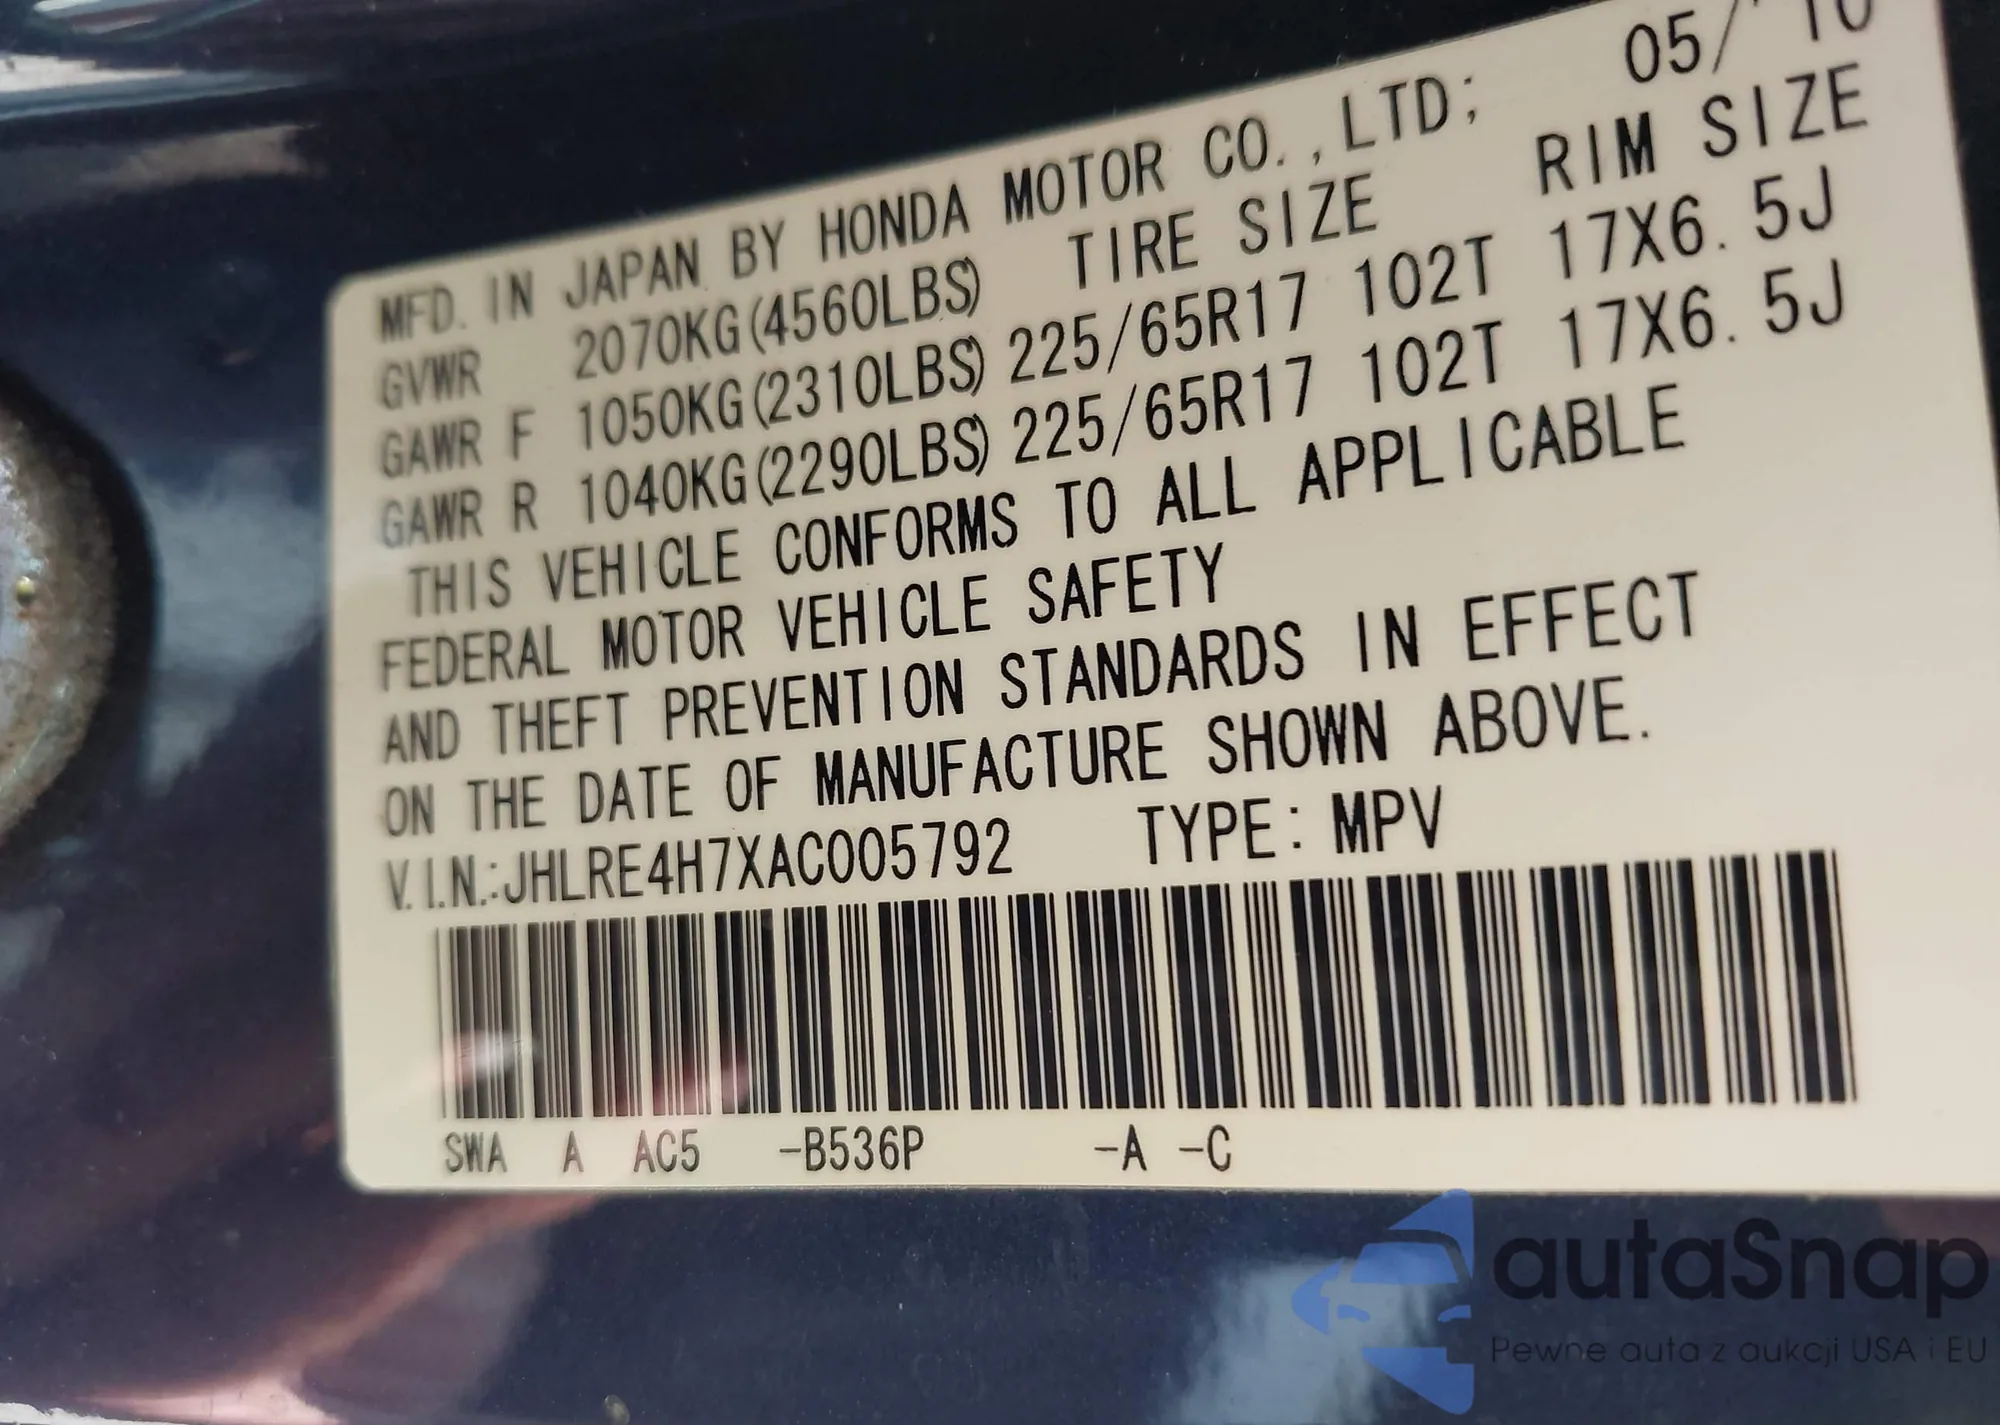 MFD. IN JAPAN BY HONDA MOTOR CO.,LTD; 05/'10
GVWR 2070KG(4560LBS) TIRE SIZE RIM SIZE
GAWR F 1050KG(2310LBS) 225/65R17 102T 17X6.5J
GAWR R 1040KG(2290LBS) 225/65R17 102T 17X6.5J
THIS VEHICLE CONFORMS TO ALL APPLICABLE
FEDERAL MOTOR VEHICLE SAFETY
AND THEFT PREVENTION STANDARDS IN EFFECT
ON THE DATE OF MANUFACTURE SHOWN ABOVE.
V.I.N.:JHLRE4H7XAC005792 TYPE: MPV
SWA A AC5 -B536P -A -C
autaSnap
Pewne auta z aukcji USA i EU